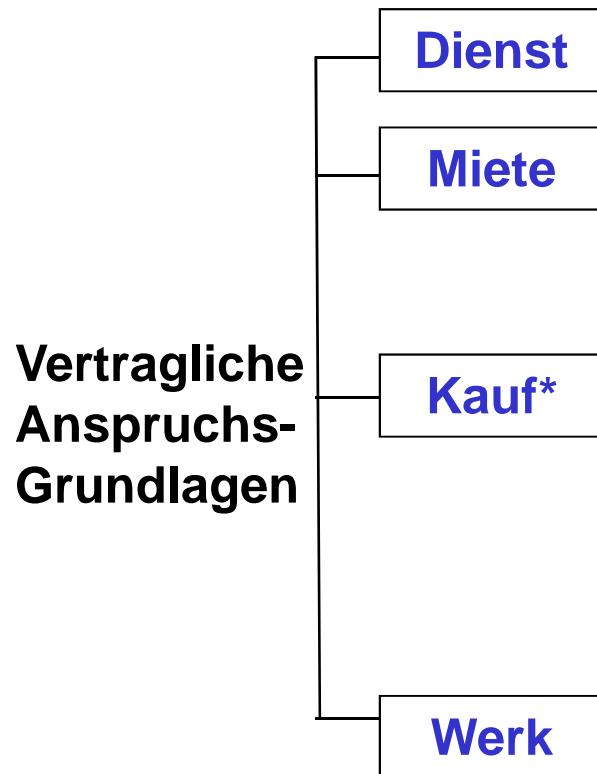 Dienst
Miete
Vertragliche
Anspruchs-
Grundlagen
Kauf*
Werk